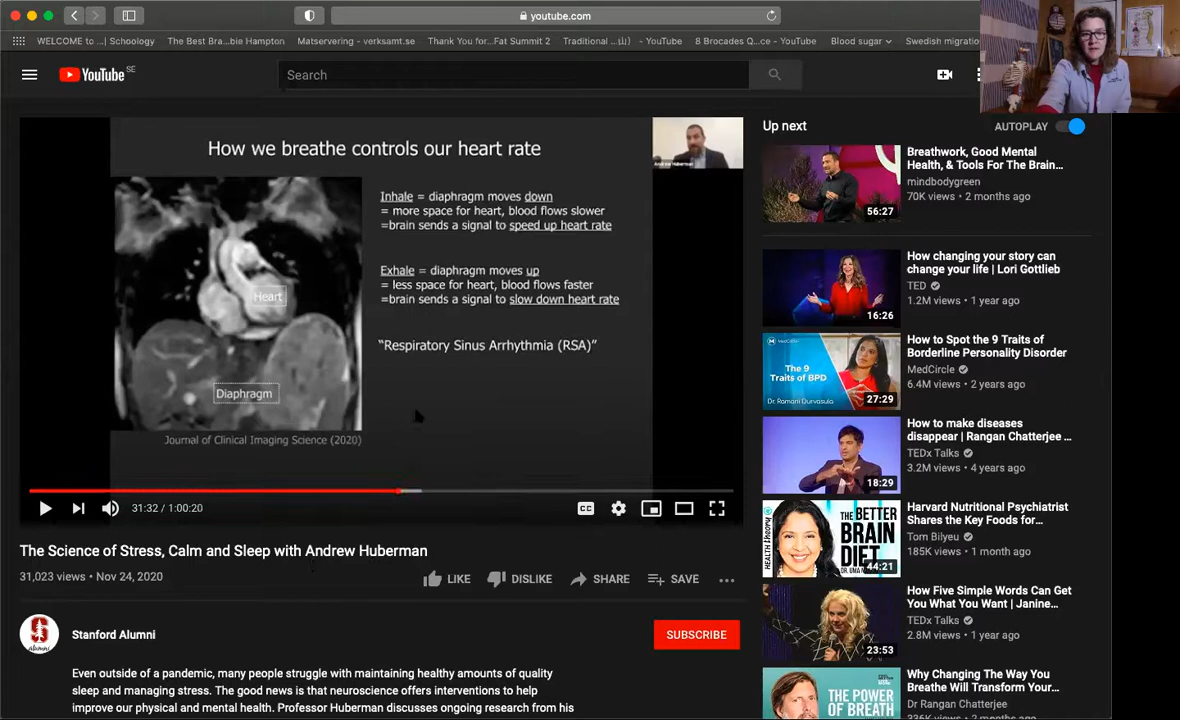 youtube.com
WELCOME to ...) | Schoology
The Best Bra...bie Hampton
Matservering - verksamt.se
Thank You for...Fat Summit 2
Traditional ...(山) - YouTube
8 Brocades Q...ce - YouTube
Blood sugar
Swedish migratio
YouTube SE
Search
How we breathe controls our heart rate
Andrew Huberman
Inhale = diaphragm moves down
= more space for heart, blood flows slower
=brain sends a signal to speed up heart rate
Exhale = diaphragm moves up
= less space for heart, blood flows faster
=brain sends a signal to slow down heart rate
"Respiratory Sinus Arrhythmia (RSA)"
Heart
Diaphragm
Journal of Clinical Imaging Science (2020)
31:32 / 1:00:20
CC
The Science of Stress, Calm and Sleep with Andrew Huberman
31,023 views • Nov 24, 2020
LIKE
DISLIKE
SHARE
SAVE
Stanford Alumni
SUBSCRIBE
Even outside of a pandemic, many people struggle with maintaining healthy amounts of quality
sleep and managing stress. The good news is that neuroscience offers interventions to help
improve our physical and mental health. Professor Huberman discusses ongoing research from his
Up next
AUTOPLAY
56:27
Breathwork, Good Mental
Health, & Tools For The Brain...
mindbodygreen
70K views • 2 months ago
16:26
How changing your story can
change your life | Lori Gottlieb
TED
1.2M views • 1 year ago
MedCircle
The 9
Traits of BPD
Dr. Ramani Durvasula
27:29
How to Spot the 9 Traits of
Borderline Personality Disorder
MedCircle
6.4M views • 2 years ago
18:29
How to make diseases
disappear | Rangan Chatterjee ...
TEDx Talks
3.2M views • 4 years ago
HEALTH theory
THE BETTER
BRAIN
DIET
44:21
Harvard Nutritional Psychiatrist
Shares the Key Foods for...
Tom Bilyeu
185K views • 1 month ago
23:53
How Five Simple Words Can Get
You What You Want | Janine...
TEDx Talks
2.8M views • 1 year ago
THE POWER OF
BREATH
Why Changing The Way You
Breathe Will Transform Your...
Dr Rangan Chatterjee
336K views • 2 months ago